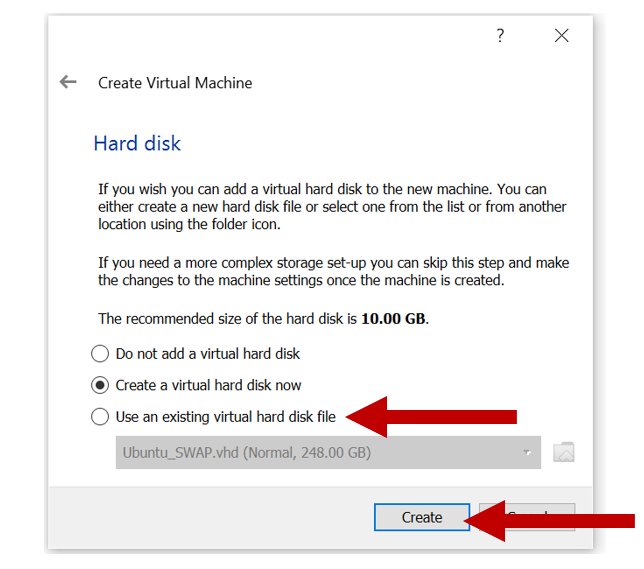 ?
Create Virtual Machine
Hard disk
If you wish you can add a virtual hard disk to the new machine. You can
either create a new hard disk file or select one from the list or from another
location using the folder icon.
If you need a more complex storage set-up you can skip this step and make
the changes to the machine settings once the machine is created.
The recommended size of the hard disk is 10.00 GB.
Do not add a virtual hard disk
Create a virtual hard disk now
Use an existing virtual hard disk file
Ubuntu_SWAP.vhd (Normal, 248.00 GB)
Create